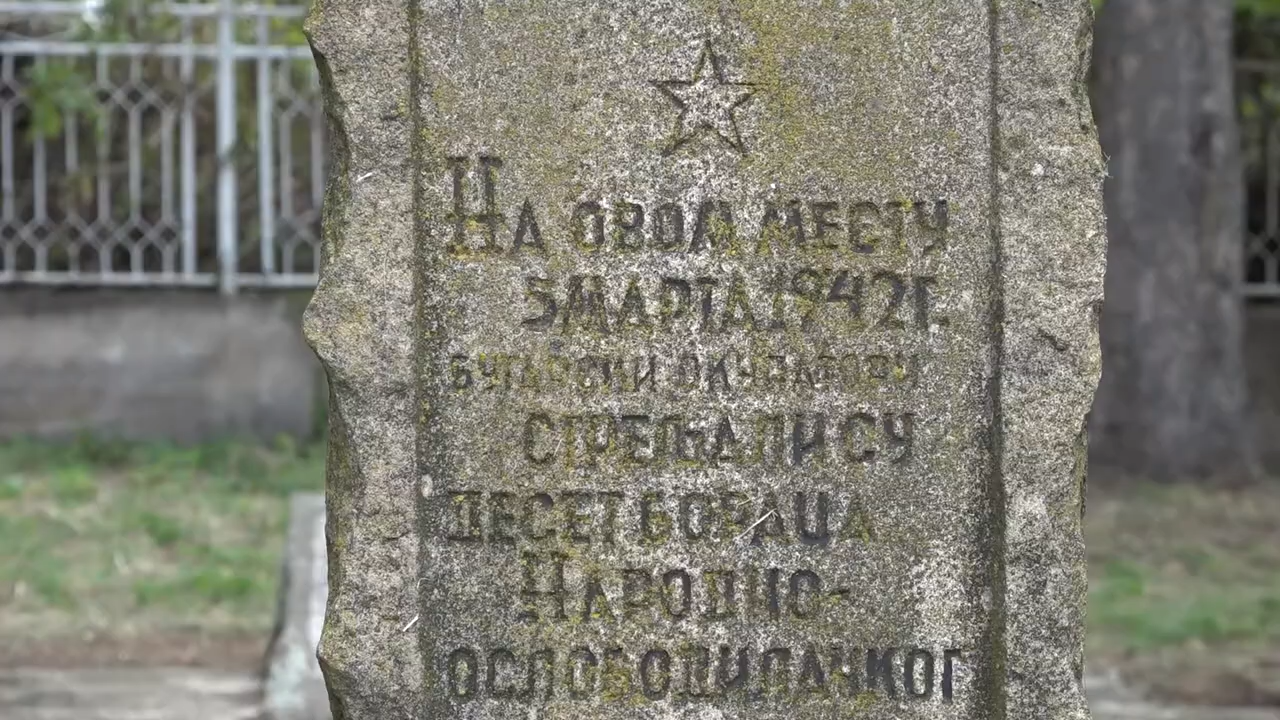 На овом месту
5 МАРТА 1942 Г.
БУГАРСКИ ОКУПАТОРИ
СТРЕЉАЛИ СУ
ДЕСЕТ БОРАЦА
НАРОДНО-
ОСЛОБОДИЛАЧКОГ